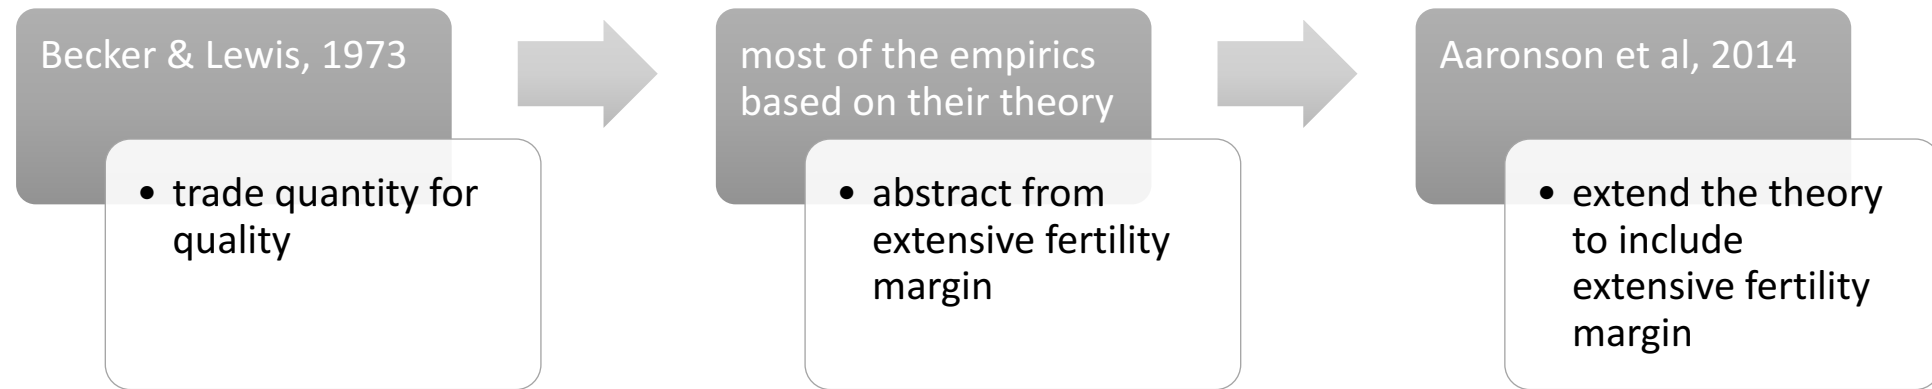 Becker & Lewis, 1973
• trade quantity for
quality
most of the empirics
based on their theory
• abstract from
extensive fertility
margin
Aaronson et al, 2014
• extend the theory
to include
extensive fertility
margin